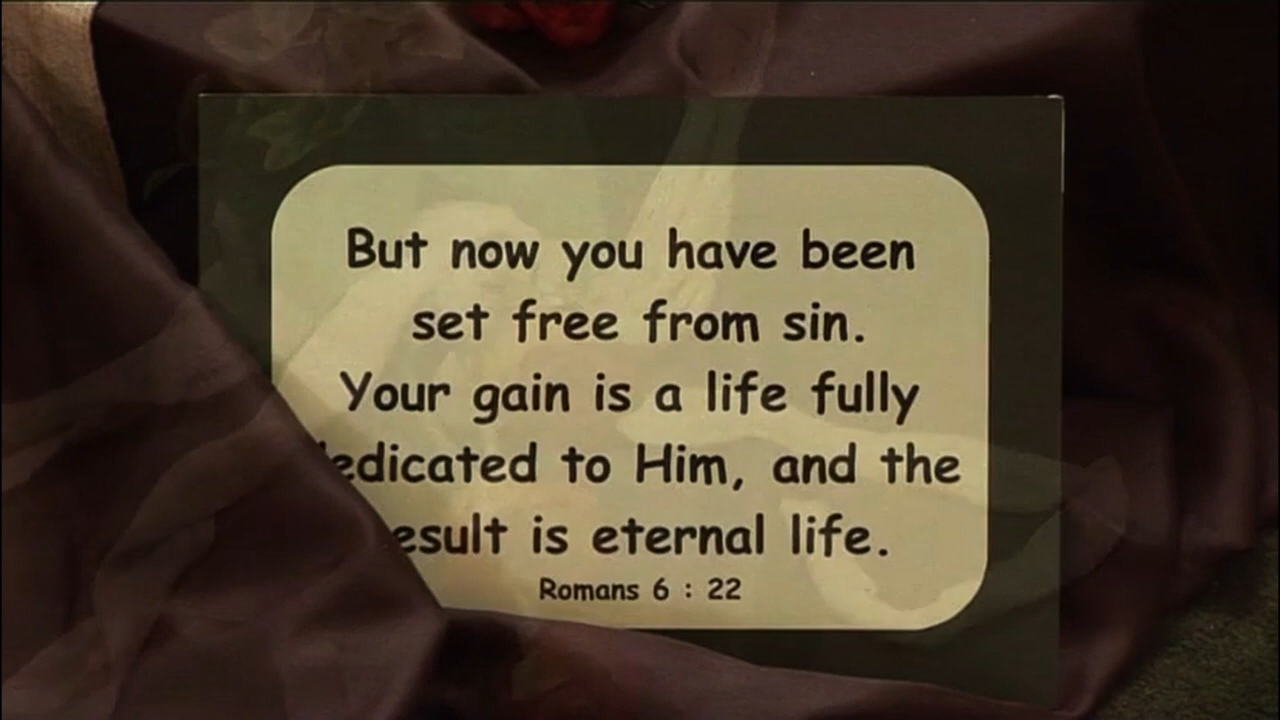 But now you have been
set free from sin.
Your gain is a life fully
edicated to Him, and the
esult is eternal life.
Romans 6 : 22